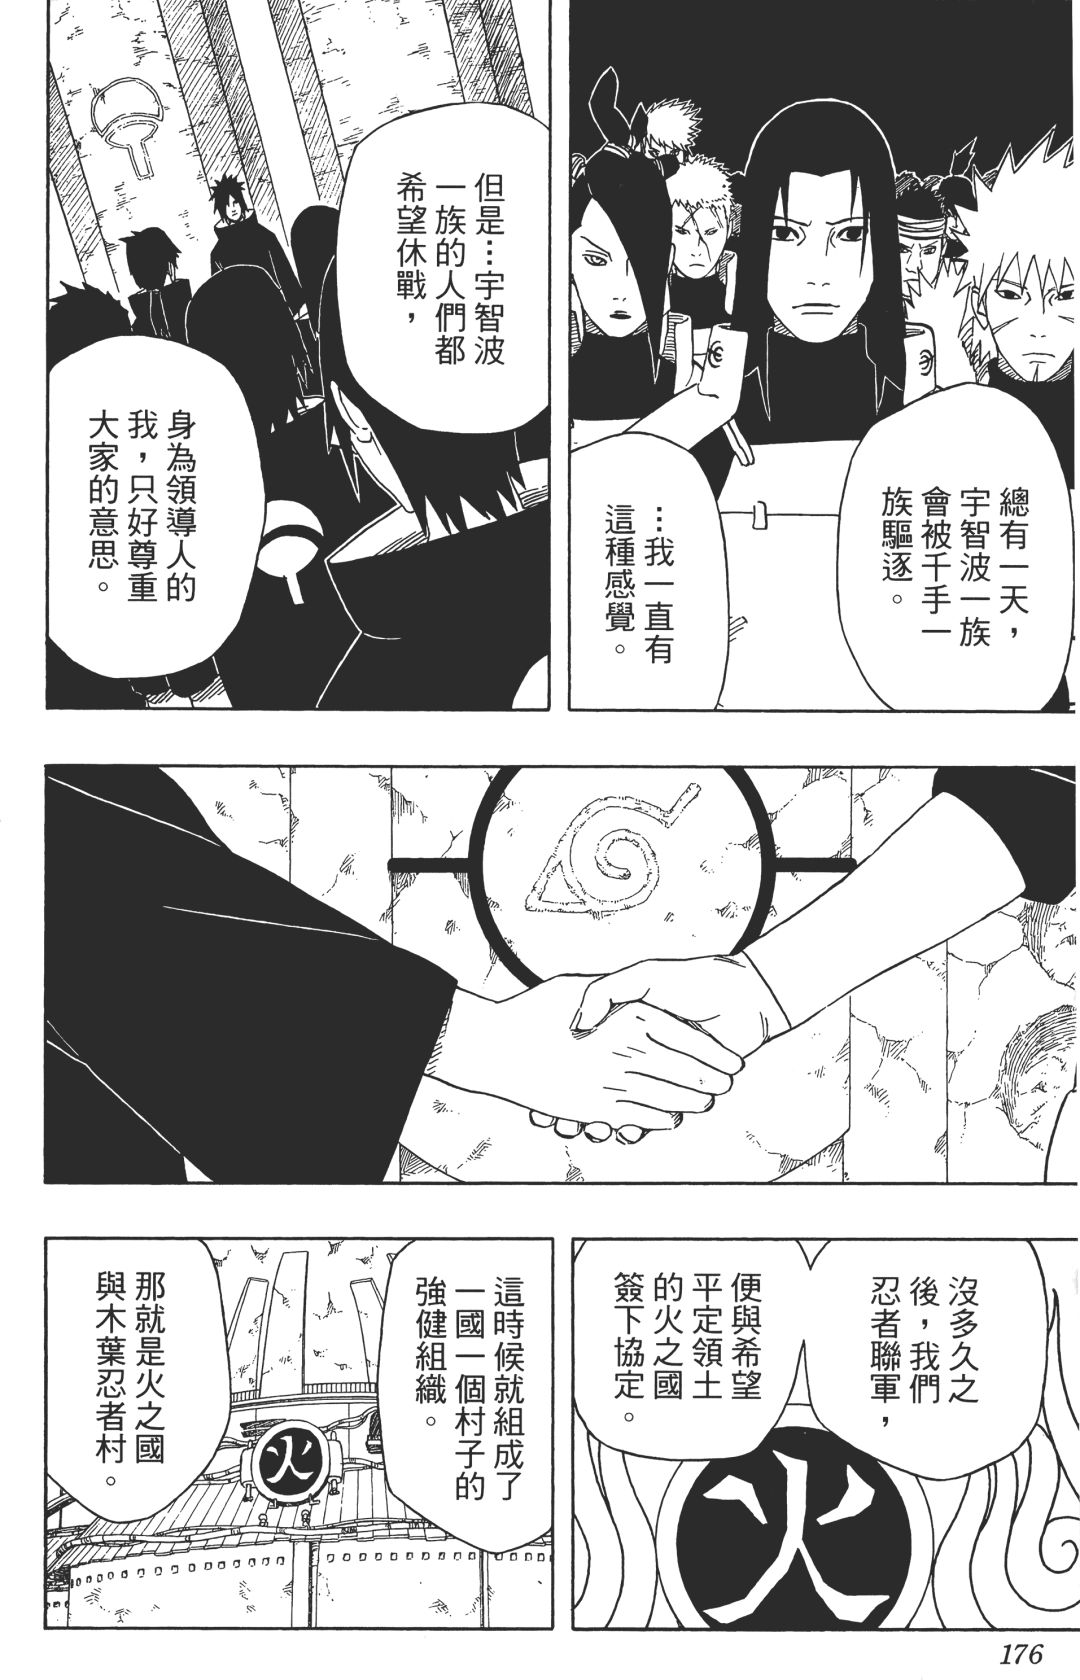 總有一天，
宇智波一族
會被千手一
族驅逐。
…我一直有
這種感覺。
但是…宇智波
一族的人們都
希望休戰，
身為領導人的
我，只好尊重
大家的意思。
沒多久之
後，我們
忍者聯軍，
便與希望
平定領土
的火之國
簽下協定。
火
這時候就組成了
一國一個村子的
強健組織。
那就是火之國
與木葉忍者村。
火
176